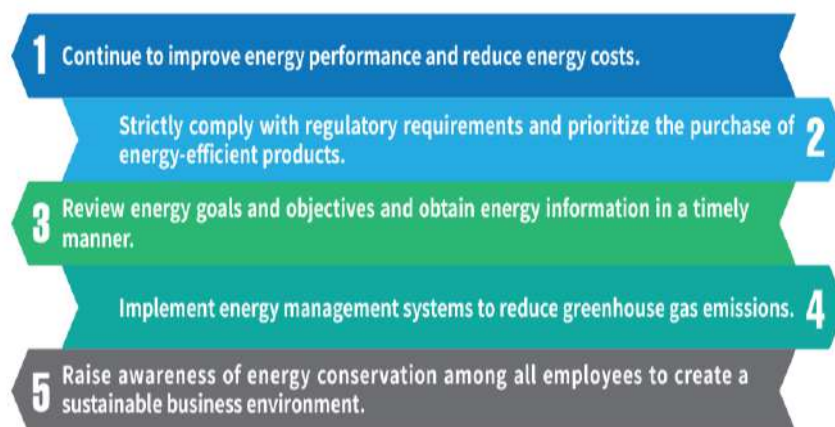 1 Continue to improve energy performance and reduce energy costs.
Strictly comply with regulatory requirements and prioritize the purchase of
energy-efficient products. 2
3 Review energy goals and objectives and obtain energy information in a timely
manner.
Implement energy management systems to reduce greenhouse gas emissions. 4
5 Raise awareness of energy conservation among all employees to create a
sustainable business environment.